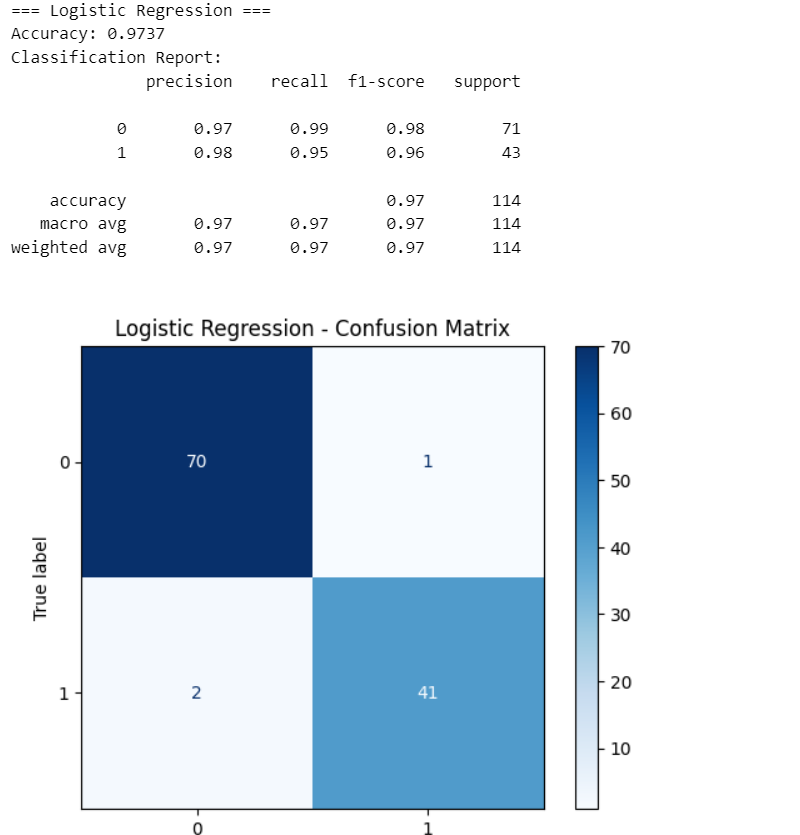 === Logistic Regression ===
Accuracy: 0.9737
Classification Report:
precision recall f1-score support
0 0.97 0.99 0.98 71
1 0.98 0.95 0.96 43
accuracy 0.97 114
macro avg 0.97 0.97 0.97 114
weighted avg 0.97 0.97 0.97 114
Logistic Regression - Confusion Matrix
70
60
50
40
30
20
10
True label
0
1
70 1
2 41
0 1